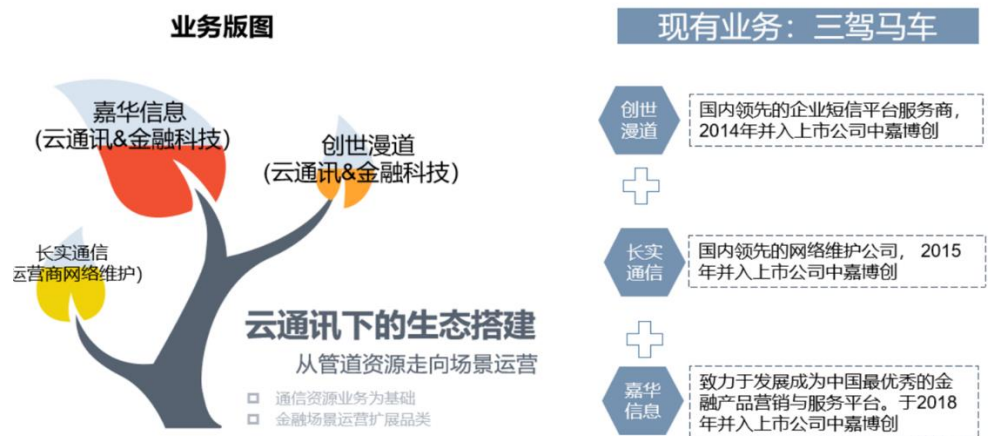 业务版图
嘉华信息
(云通讯&金融科技)
创世漫道
(云通讯&金融科技)
长实通信
运营商网络维护)
云通讯下的生态搭建
从管道资源走向场景运营
通信资源业务为基础
金融场景运营扩展品类
现有业务：三驾马车
创世
漫道
国内领先的企业短信平台服务商，
2014年并入上市公司中嘉博创
长实
通信
国内领先的网络维护公司， 2015
年并入上市公司中嘉博创
嘉华
信息
致力于发展成为中国最优秀的金
融产品营销与服务平台。于2018
年并入上市公司中嘉博创